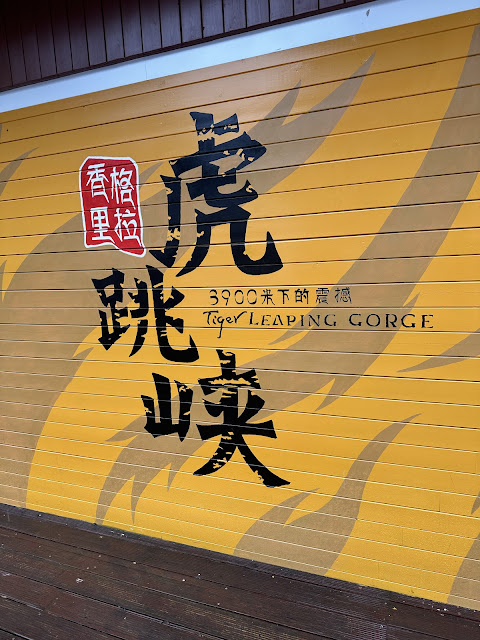 香格
里拉
虎
跳
峡
3900米下的震撼
Tiger LEAPING GORGE